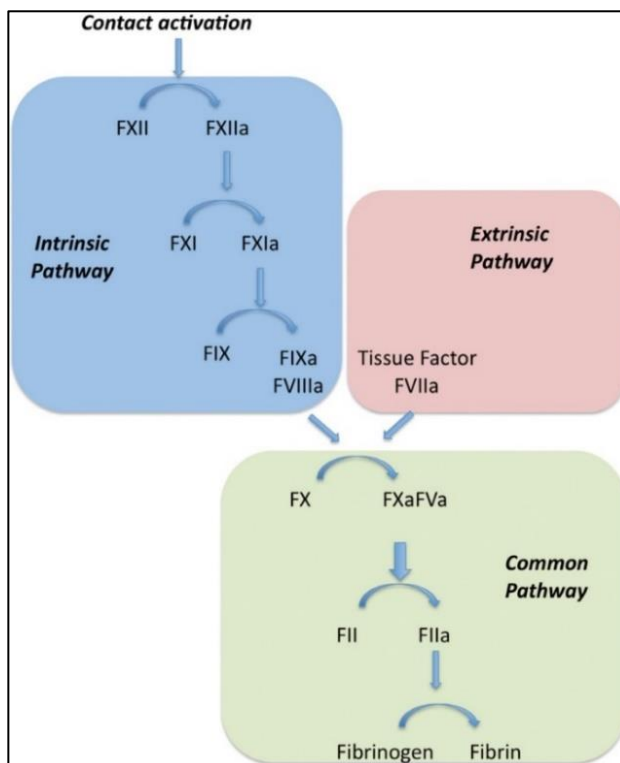 Contact activation
FXII FXIIa
Intrinsic
Pathway
FXI FXIa
FIX FIXa
FVIIIa
Extrinsic
Pathway
Tissue Factor
FVIIa
FX FXaFVa
Common
Pathway
FII FIIa
Fibrinogen Fibrin